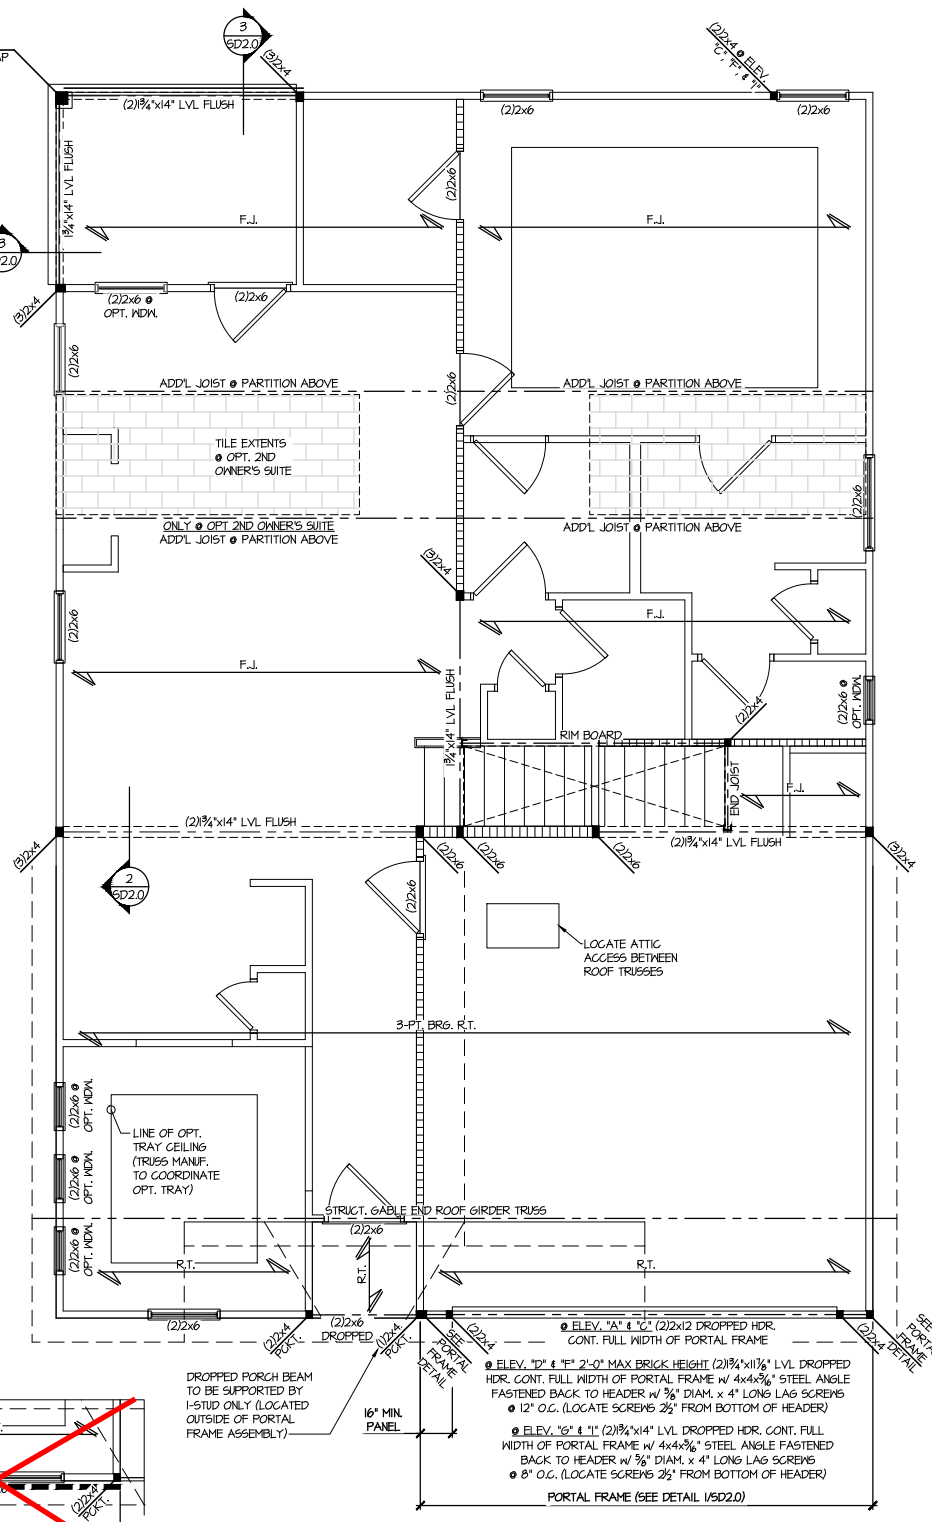 3
SD2.0
(3)2x4
(2)2x4 @ ELEV.
"C", "F", & "I"
(2)1¾"x14" LVL FLUSH
(2)2x6
(2)2x6
1¾"x14" LVL FLUSH
(2)2x6
F.J.
F.J.
3
2.0
(3)2x4
(2)2x6 @
OPT. WDW.
(2)2x6
(2)2x6
(2)2x6
ADD'L JOIST @ PARTITION ABOVE
ADD'L JOIST @ PARTITION ABOVE
TILE EXTENTS
@ OPT. 2ND
OWNER'S SUITE
(2)2x6
ONLY @ OPT 2ND OWNER'S SUITE
ADD'L JOIST @ PARTITION ABOVE
ADD'L JOIST @ PARTITION ABOVE
(3)2x4
(2)2x6
F.J.
F.J.
1¾"x14" LVL FLUSH
(2)2x6 @
OPT. WDW.
(2)2x4
RIM BOARD
END JOIST
F.J.
(2)1¾"x14" LVL FLUSH
(2)1¾"x14" LVL FLUSH
(3)2x4
(2)2x6
(2)2x6
(2)2x6
(3)2x4
2
SD2.0
(2)2x6
LOCATE ATTIC
ACCESS BETWEEN
ROOF TRUSSES
3-PT. BRG. R.T.
(2)2x6 @
OPT. WDW.
(2)2x6 @
OPT. WDW.
(2)2x6 @
OPT. WDW.
LINE OF OPT.
TRAY CEILING
(TRUSS MANUF.
TO COORDINATE
OPT. TRAY)
STRUCT. GABLE END ROOF GIRDER TRUSS
(2)2x6
R.T.
R.T.
R.T.
(2)2x6
(2)2x4
PCKT.
(2)2x6
DROPPED
(1)2x4
PCKT.
SEE
PORTAL
FRAME
DETAIL
(2)2x4
@ ELEV. "A" & "C" (2)2x12 DROPPED HDR.
CONT. FULL WIDTH OF PORTAL FRAME
(2)2x4
SEE
PORTAL
FRAME
DETAIL
@ ELEV. "D" & "F" 2'-0" MAX BRICK HEIGHT (2)1¾"x11⅞" LVL DROPPED
HDR. CONT. FULL WIDTH OF PORTAL FRAME w/ 4x4x5/16" STEEL ANGLE
FASTENED BACK TO HEADER w/ ⅝" DIAM. x 4" LONG LAG SCREWS
@ 12" O.C. (LOCATE SCREWS 2½" FROM BOTTOM OF HEADER)
DROPPED PORCH BEAM
TO BE SUPPORTED BY
1-STUD ONLY (LOCATED
OUTSIDE OF PORTAL
FRAME ASSEMBLY)
16" MIN.
PANEL
@ ELEV. "G" & "I" (2)1¾"x14" LVL DROPPED HDR. CONT. FULL
WIDTH OF PORTAL FRAME w/ 4x4x5/16" STEEL ANGLE FASTENED
BACK TO HEADER w/ ⅝" DIAM. x 4" LONG LAG SCREWS
@ 8" O.C. (LOCATE SCREWS 2½" FROM BOTTOM OF HEADER)
PORTAL FRAME (SEE DETAIL 1/SD2.0)
(2)2x4
PCKT.